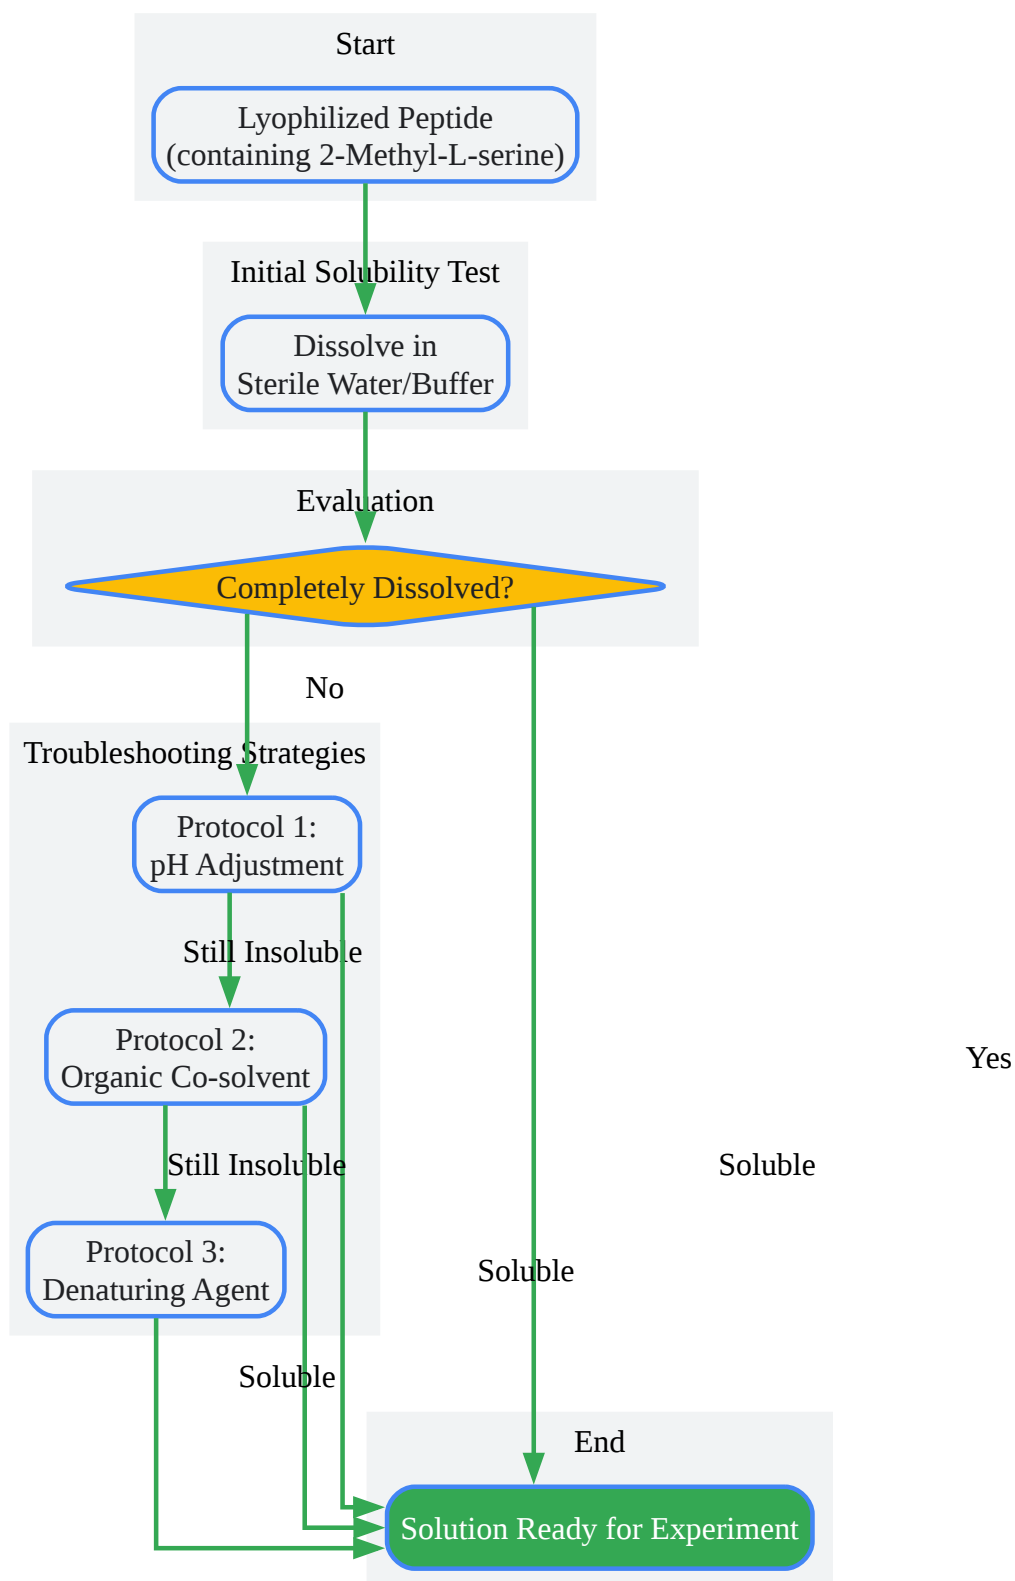 Start
Lyophilized Peptide
(containing 2-Methyl-L-serine)
Initial Solubility Test
Dissolve in
Sterile Water/Buffer
Evaluation
Completely Dissolved?
No
Troubleshooting Strategies
Protocol 1:
pH Adjustment
Still Insoluble
Protocol 2:
Organic Co-solvent
Yes
Still Insoluble
Soluble
Protocol 3:
Denaturing Agent
Soluble
Soluble
End
Solution Ready for Experiment